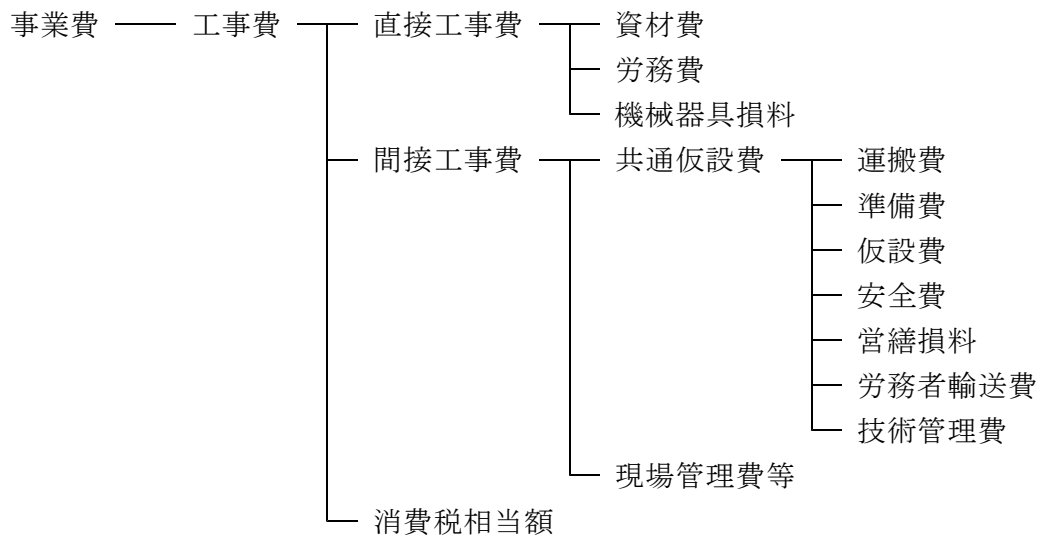 事業費 工事費 直接工事費 資材費
労務費
機械器具損料
間接工事費 共通仮設費 運搬費
準備費
仮設費
安全費
営繕損料
労務者輸送費
技術管理費
現場管理費等
消費税相当額